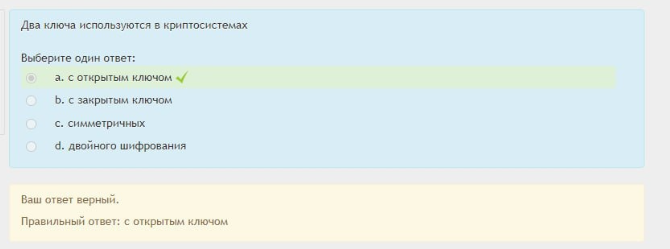 Два ключа используются в криптосистемах
Выберите один ответ:
a. с открытым ключом
b. с закрытым ключом
c. симметричных
d. двойного шифрования
Ваш ответ верный.
Правильный ответ: с открытым ключом